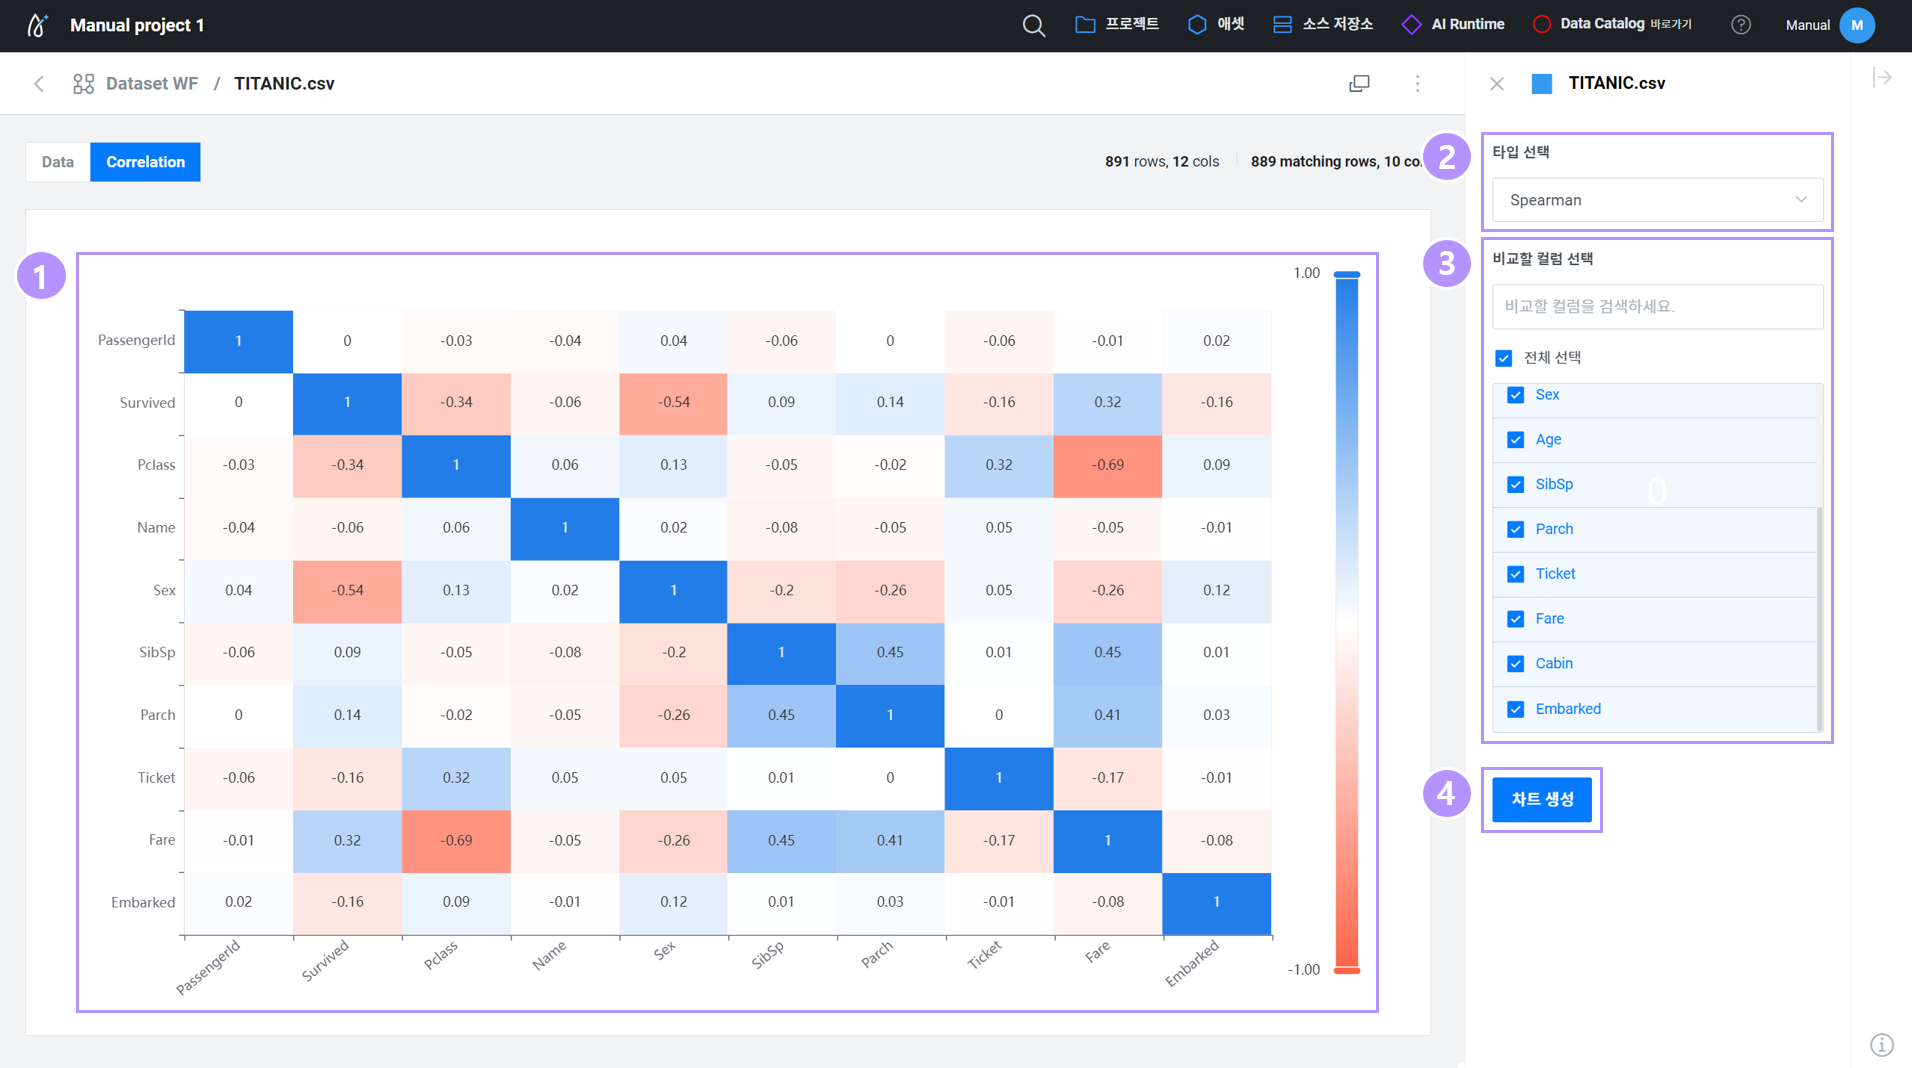 Manual project 1
프로젝트
애셋
소스 저장소
AI Runtime
Data Catalog 바로가기
?
Manual
M
Dataset WF / TITANIC.csv
TITANIC.csv
Data
Correlation
891 rows, 12 cols
889 matching rows, 10 co
1
1.00
PassengerId 1 0 -0.03 -0.04 0.04 -0.06 0 -0.06 -0.01 0.02
Survived 0 1 -0.34 -0.06 -0.54 0.09 0.14 -0.16 0.32 -0.16
Pclass -0.03 -0.34 1 0.06 0.13 -0.05 -0.02 0.32 -0.69 0.09
Name -0.04 -0.06 0.06 1 0.02 -0.08 -0.05 0.05 -0.05 -0.01
Sex 0.04 -0.54 0.13 0.02 1 -0.2 -0.26 0.05 -0.26 0.12
SibSp -0.06 0.09 -0.05 -0.08 -0.2 1 0.45 0.01 0.45 0.01
Parch 0 0.14 -0.02 -0.05 -0.26 0.45 1 0 0.41 0.03
Ticket -0.06 -0.16 0.32 0.05 0.05 0.01 0 1 -0.17 -0.01
Fare -0.01 0.32 -0.69 -0.05 -0.26 0.45 0.41 -0.17 1 -0.08
Embarked 0.02 -0.16 0.09 -0.01 0.12 0.01 0.03 -0.01 -0.08 1
-1.00
PassengerId Survived Pclass Name Sex SibSp Parch Ticket Fare Embarked
2
타입 선택
Spearman
3
비교할 컬럼 선택
비교할 컬럼을 검색하세요.
전체 선택
Sex
Age
SibSp
0
Parch
Ticket
Fare
Cabin
Embarked
4
차트 생성